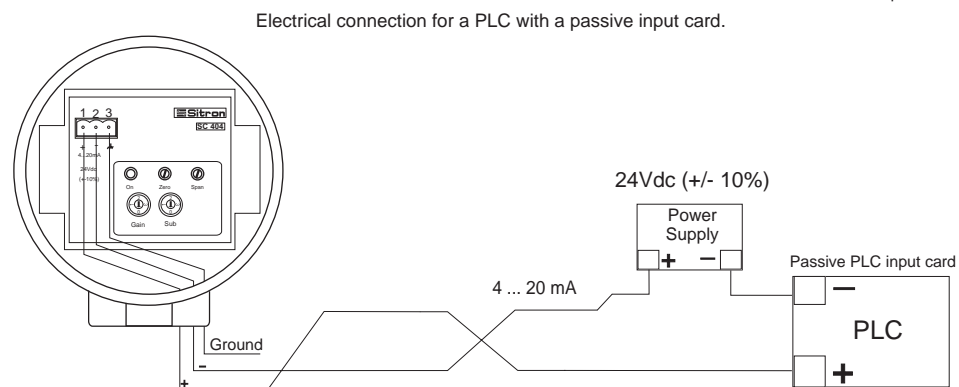 Electrical connection for a PLC with a passive input card.
1 2 3
Sitron
SC 404
+ -
4...20mA
24Vdc
(+-10%)
On Zero Span
Gain Sub
24Vdc (+/- 10%)
Power
Supply
+ −
Passive PLC input card
4 ... 20 mA
−
PLC
Ground
-
+
+